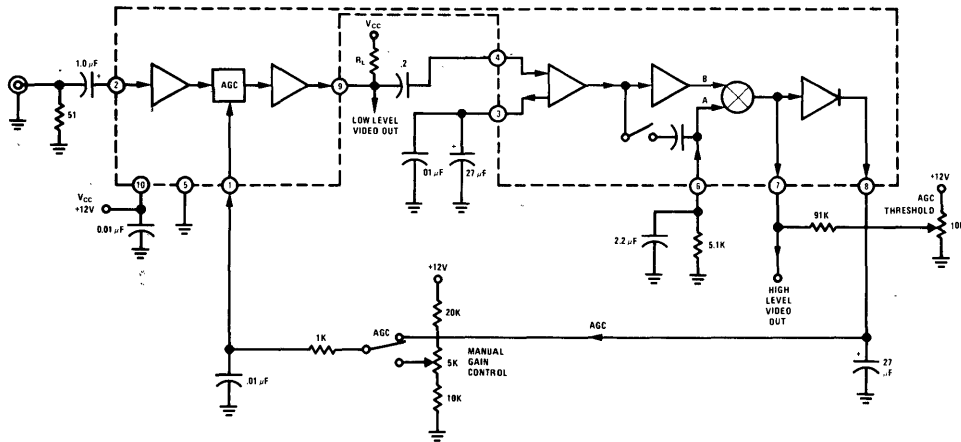 VCC
RL
1.0 µF
+
51
2
AGC
9
.2
LOW LEVEL
VIDEO OUT
4
3
.01 µF
+
27 µF
B
A
10
5
1
VCC
+12V
0.01 µF
6
7
8
2.2 µF
5.1K
91K
+12V
AGC
THRESHOLD
HIGH
LEVEL
VIDEO
OUT
+12V
20K
AGC
1K
AGC
MANUAL
GAIN
CONTROL
5K
10K
.01 µF
+
27
µF